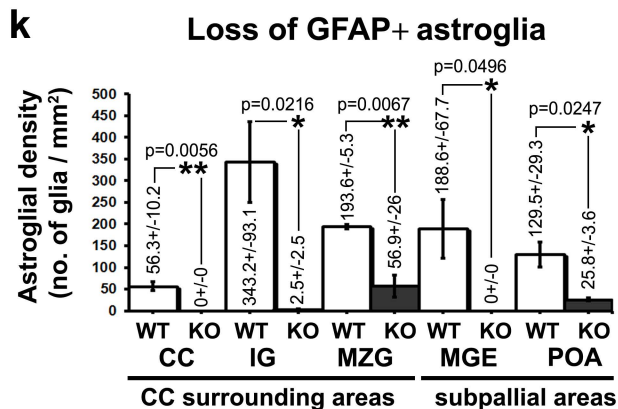 k
Loss of GFAP+ astroglia
Astroglial density
(no. of glia / mm²)
500
450
400
350
300
250
200
150
100
50
0
p=0.0056
**
56.3+/-10.2
0+/-0
p=0.0216
*
343.2+/-93.1
2.5+/-2.5
p=0.0067
**
193.6+/-5.3
56.9+/-26
p=0.0496
*
188.6+/-67.7
0+/-0
p=0.0247
*
129.5+/-29.3
25.8+/-3.6
WT KO WT KO WT KO WT KO WT KO
CC IG MZG MGE POA
CC surrounding areas subpallial areas